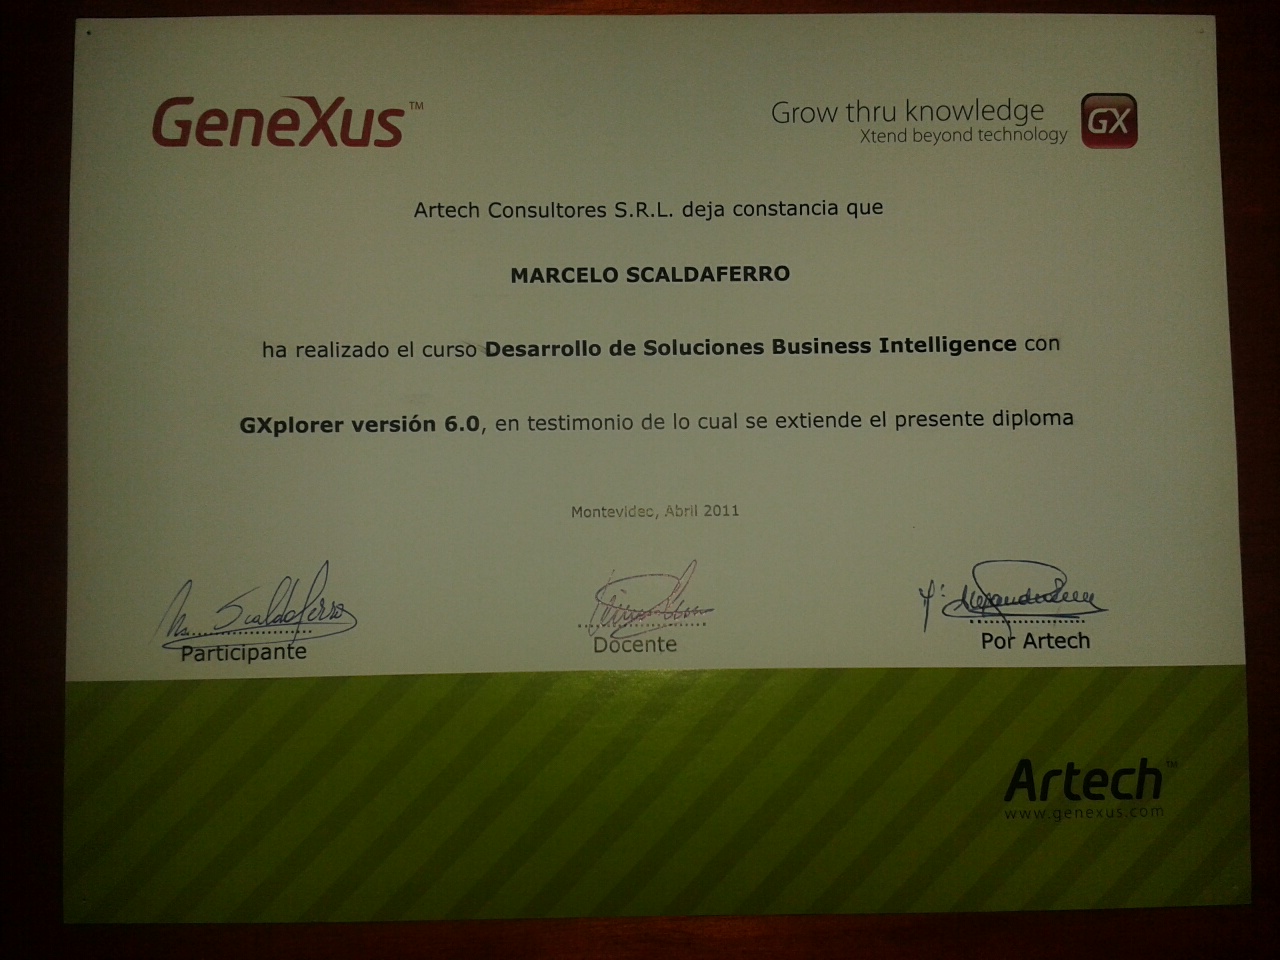 GeneXus™
Grow thru knowledge
Xtend beyond technology
GX
Artech Consultores S.R.L. deja constancia que
MARCELO SCALDAFERRO
ha realizado el curso Desarrollo de Soluciones Business Intelligence con
GXplorer versión 6.0, en testimonio de lo cual se extiende el presente diploma
Montevideo, Abril 2011
Ma. Scaldaferro
Participante
Docente
Por Artech
Artech™
www.genexus.com